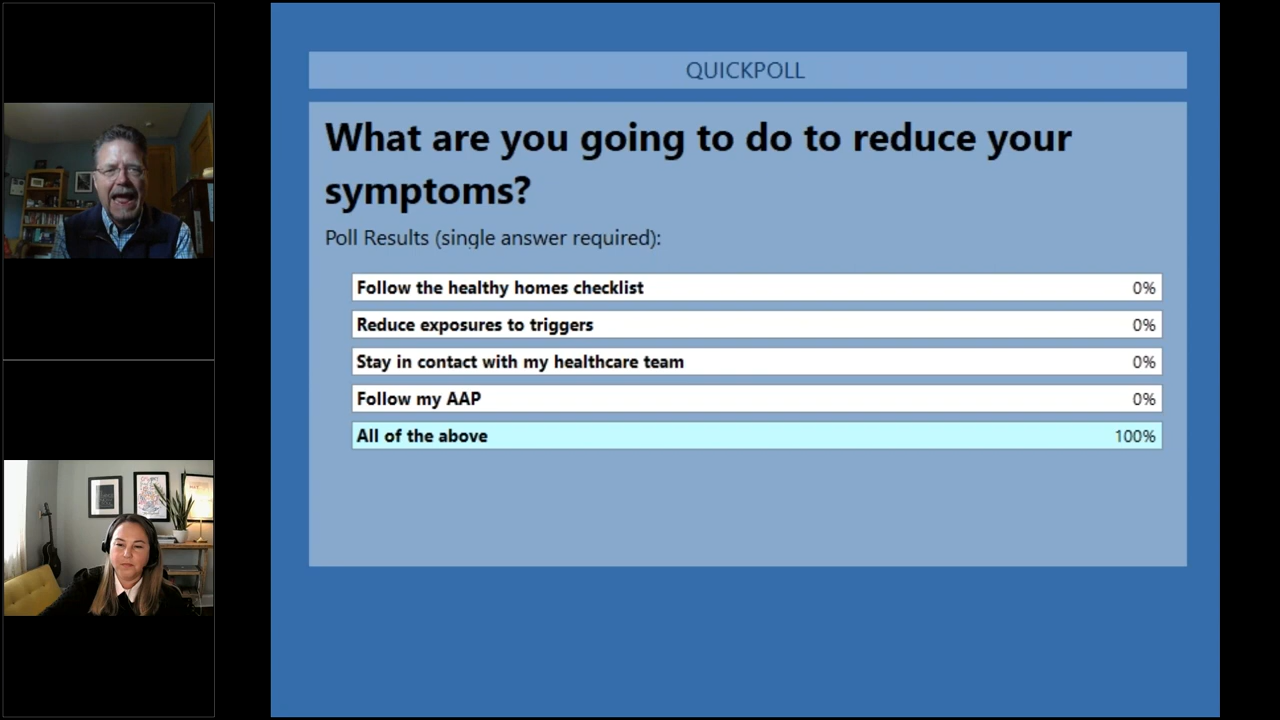 QUICKPOLL
What are you going to do to reduce your
symptoms?
Poll Results (single answer required):
Follow the healthy homes checklist 0%
Reduce exposures to triggers 0%
Stay in contact with my healthcare team 0%
Follow my AAP 0%
All of the above 100%